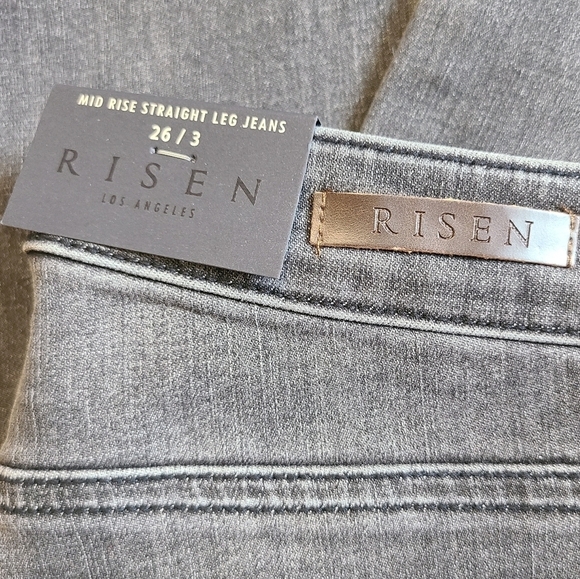 MID RISE STRAIGHT LEG JEANS
26 / 3
RISEN
LOS ANGELES
RISEN